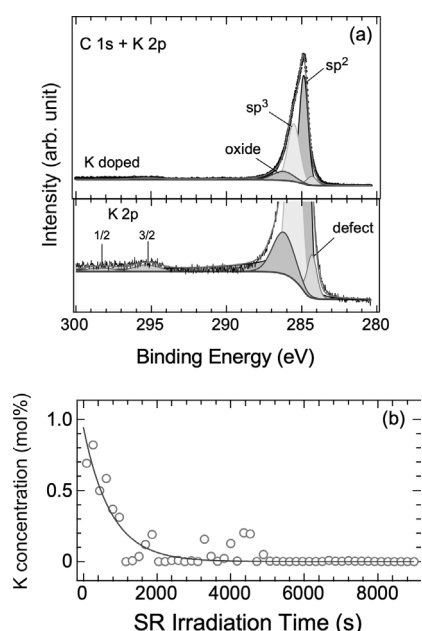 C 1s + K 2p
(a)
sp²
sp³
oxide
K doped
Intensity (arb. unit)
K 2p
1/2
3/2
defect
300
295
290
285
280
Binding Energy (eV)
(b)
K concentration (mol%)
1.0
0.5
0
0
2000
4000
6000
8000
SR Irradiation Time (s)